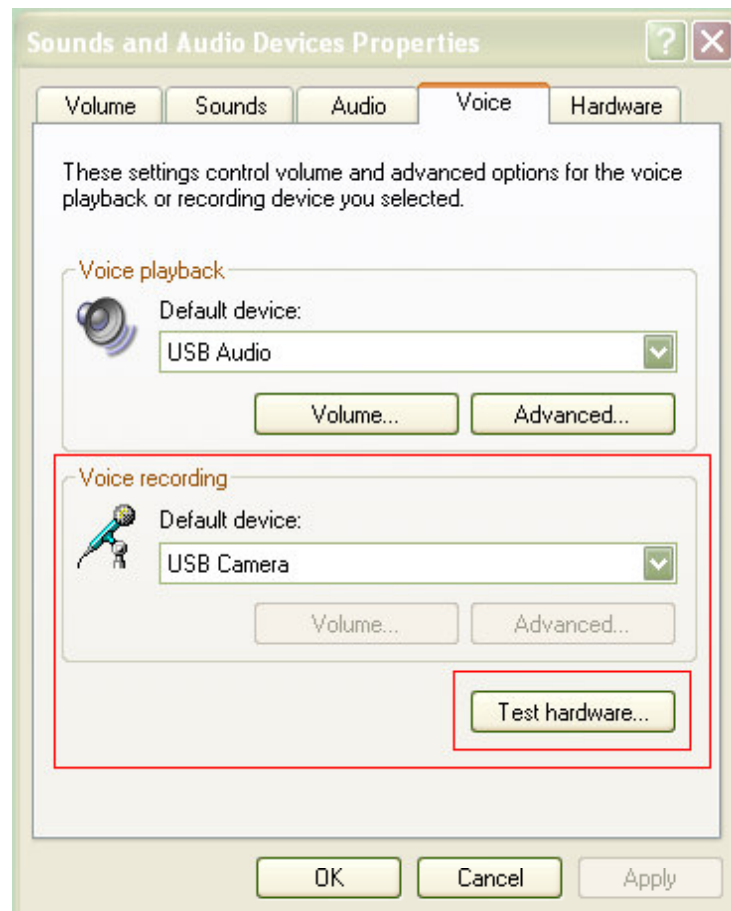 Sounds and Audio Devices Properties
Volume Sounds Audio Voice Hardware
These settings control volume and advanced options for the voice
playback or recording device you selected.
Voice playback
Default device:
USB Audio
Volume... Advanced...
Voice recording
Default device:
USB Camera
Volume... Advanced...
Test hardware...
OK Cancel Apply